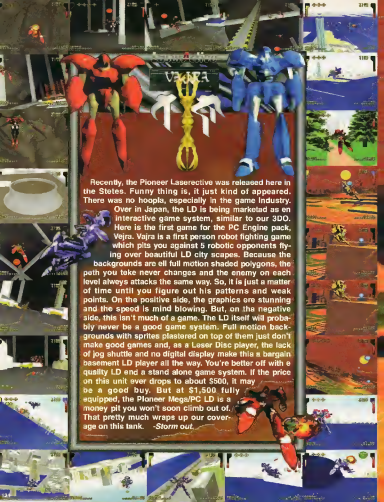 VAJRA
Recently, the Pioneer Laseractive was released here in
the States. Funny thing is, it just kind of appeared.
There was no hoopla, especially in the game industry.
Over in Japan, the LD is being marketed as an
interactive game system, similar to our 3DO.
Here is the first game for the PC Engine pack,
Vajra. Vajra is a first person robot fighting game
which pits you against 5 robotic opponents fly-
ing over beautiful LD city scapes. Because the
backgrounds are all full motion shaded polygons, the
path you take never changes and the enemy on each
level always attacks the same way. So, it is just a matter
of time until you figure out his patterns and weak
points. On the positive side, the graphics are stunning
and the speed is mind blowing. But, on the negative
side, this isn't much of a game. The LD itself will proba-
bly never be a good game system. Full motion back-
grounds with sprites plastered on top of them just don't
make good games and, as a Laser Disc player, the lack
of jog shuttle and no digital display make this a bargain
basement LD player all the way. You're better off with a
quality LD and a stand alone game system. If the price
on this unit ever drops to about $500, it may
be a good buy. But at $1,500 fully
equipped, the Pioneer Mega/PC LD is a
money pit you won't soon climb out of.
That pretty much wraps up our cover-
age on this tank. -Storm out.